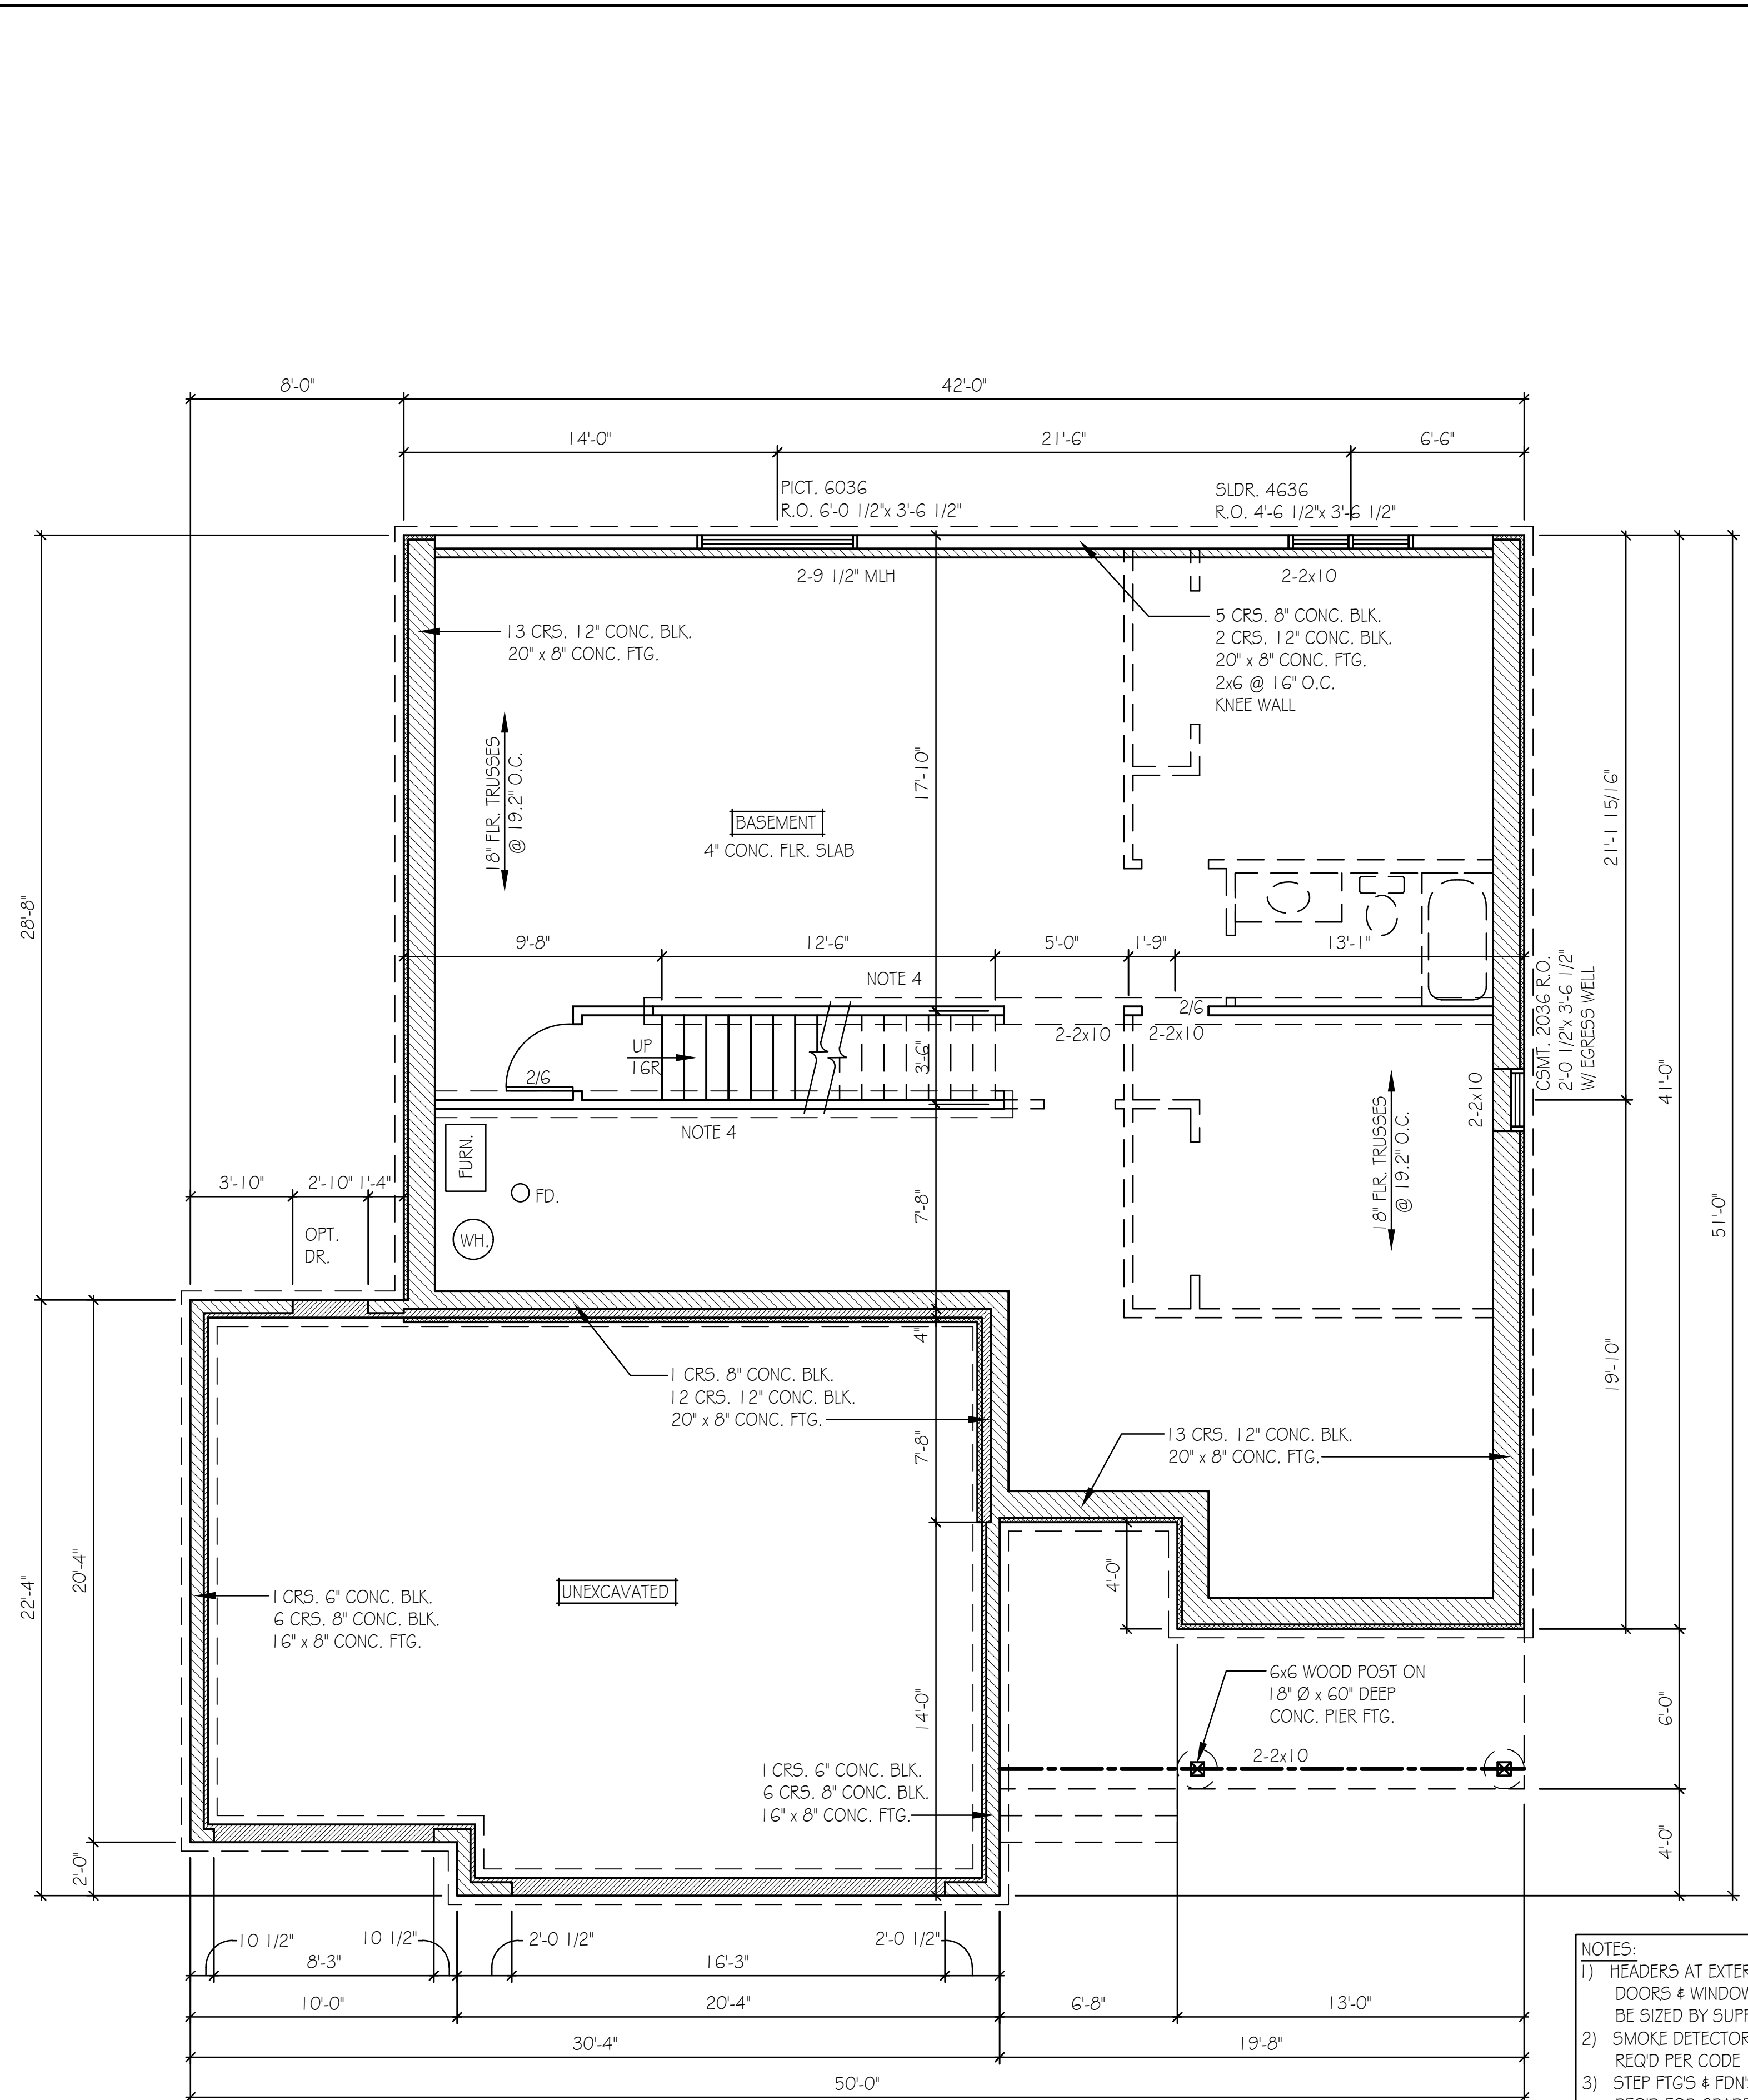 8'-0"
42'-0"
14'-0"
21'-6"
6'-6"
PICT. 6036
R.O. 6'-0 1/2"x 3'-6 1/2"
SLDR. 4636
R.O. 4'-6 1/2"x 3'-6 1/2"
2-9 1/2" MLH
2-2x10
13 CRS. 12" CONC. BLK.
20" x 8" CONC. FTG.
5 CRS. 8" CONC. BLK.
2 CRS. 12" CONC. BLK.
20" x 8" CONC. FTG.
2x6 @ 16" O.C.
KNEE WALL
18" FLR. TRUSSES
@ 19.2" O.C.
17'-10"
BASEMENT
4" CONC. FLR. SLAB
28'-8"
21'-1 15/16"
9'-8"
12'-6"
5'-0"
1'-9"
13'-1"
NOTE 4
2/6
2-2x10
2-2x10
UP
16R
3'-6"
2/6
NOTE 4
CSMT. 2036 R.O.
2'-0 1/2"x 3'-6 1/2"
W/ EGRESS WELL
2-2x10
41'-0"
51'-0"
FURN.
FD.
WH.
18" FLR. TRUSSES
@ 19.2" O.C.
3'-10"
2'-10"
1'-4"
OPT.
DR.
7'-8"
4"
1 CRS. 8" CONC. BLK.
12 CRS. 12" CONC. BLK.
20" x 8" CONC. FTG.
7'-8"
13 CRS. 12" CONC. BLK.
20" x 8" CONC. FTG.
19'-10"
22'-4"
20'-4"
1 CRS. 6" CONC. BLK.
6 CRS. 8" CONC. BLK.
16" x 8" CONC. FTG.
UNEXCAVATED
4'-0"
14'-0"
6x6 WOOD POST ON
18" Ø x 60" DEEP
CONC. PIER FTG.
2-2x10
6'-0"
1 CRS. 6" CONC. BLK.
6 CRS. 8" CONC. BLK.
16" x 8" CONC. FTG.
2'-0"
4'-0"
10 1/2"
10 1/2"
2'-0 1/2"
2'-0 1/2"
8'-3"
16'-3"
10'-0"
20'-4"
6'-8"
13'-0"
30'-4"
19'-8"
50'-0"
NOTES:
1) HEADERS AT EXTER
DOORS & WINDOW
BE SIZED BY SUPP
2) SMOKE DETECTOR
REQ'D PER CODE
3) STEP FTG'S & FDN'